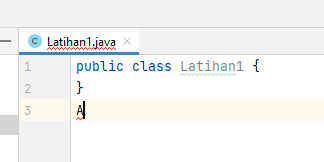 Latihan1.java
1 public class Latihan1 {
2 }
3 A